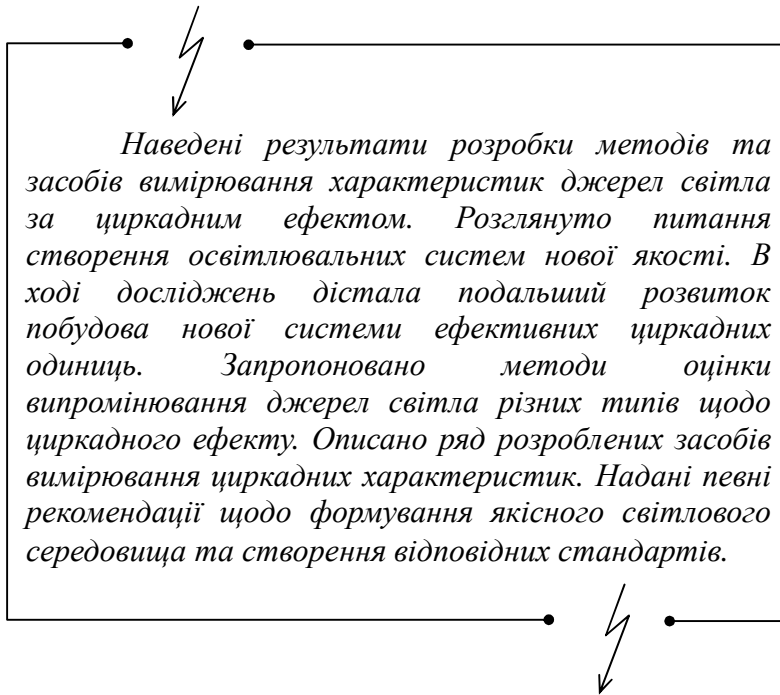 Наведені результати розробки методів та
засобів вимірювання характеристик джерел світла
за циркадним ефектом. Розглянуто питання
створення освітлювальних систем нової якості. В
ході досліджень дістала подальший розвиток
побудова нової системи ефективних циркадних
одиниць. Запропоновано методи оцінки
випромінювання джерел світла різних типів щодо
циркадного ефекту. Описано ряд розроблених засобів
вимірювання циркадних характеристик. Надані певні
рекомендації щодо формування якісного світлового
середовища та створення відповідних стандартів.